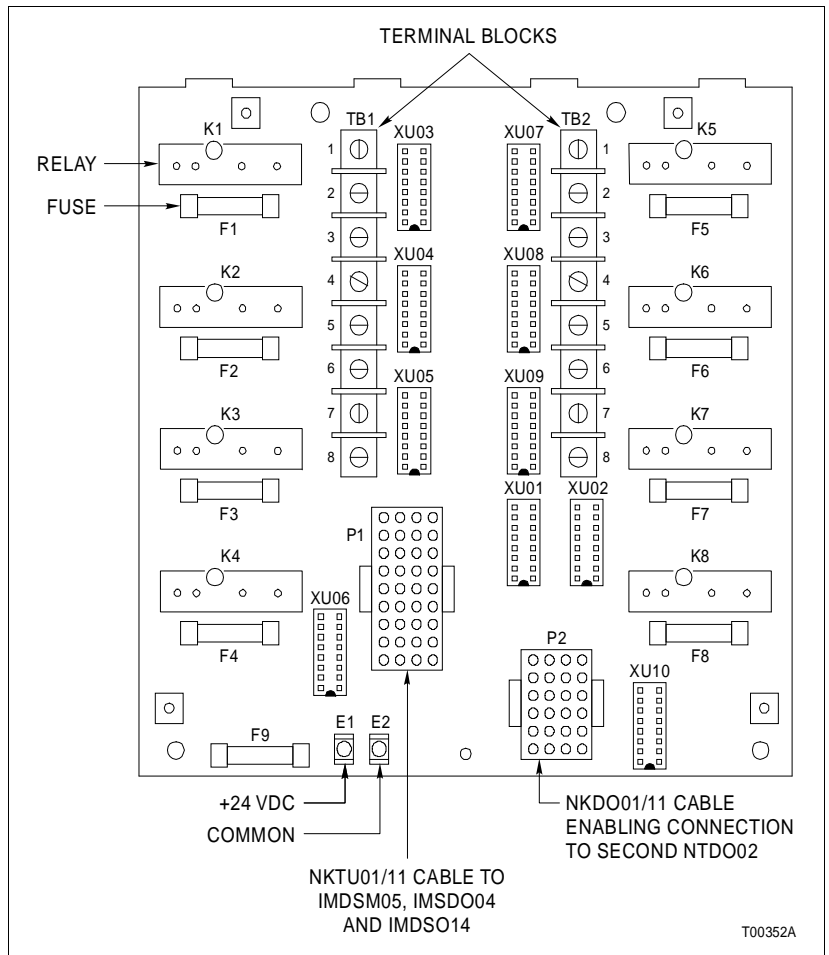 TERMINAL BLOCKS
TB1
TB2
K1
XU03
XU07
K5
RELAY
1
1
FUSE
2
2
F1
F5
3
3
K2
XU04
XU08
K6
4
4
5
5
F2
F6
6
6
K3
XU05
XU09
K7
7
7
8
8
XU01
XU02
F3
F7
P1
K4
K8
XU06
F4
P2
F8
XU10
F9
E1
E2
+24 VDC
COMMON
NKDO01/11 CABLE
ENABLING CONNECTION
TO SECOND NTDO02
NKTU01/11 CABLE TO
IMDSM05, IMSDO04
AND IMDSO14
T00352A